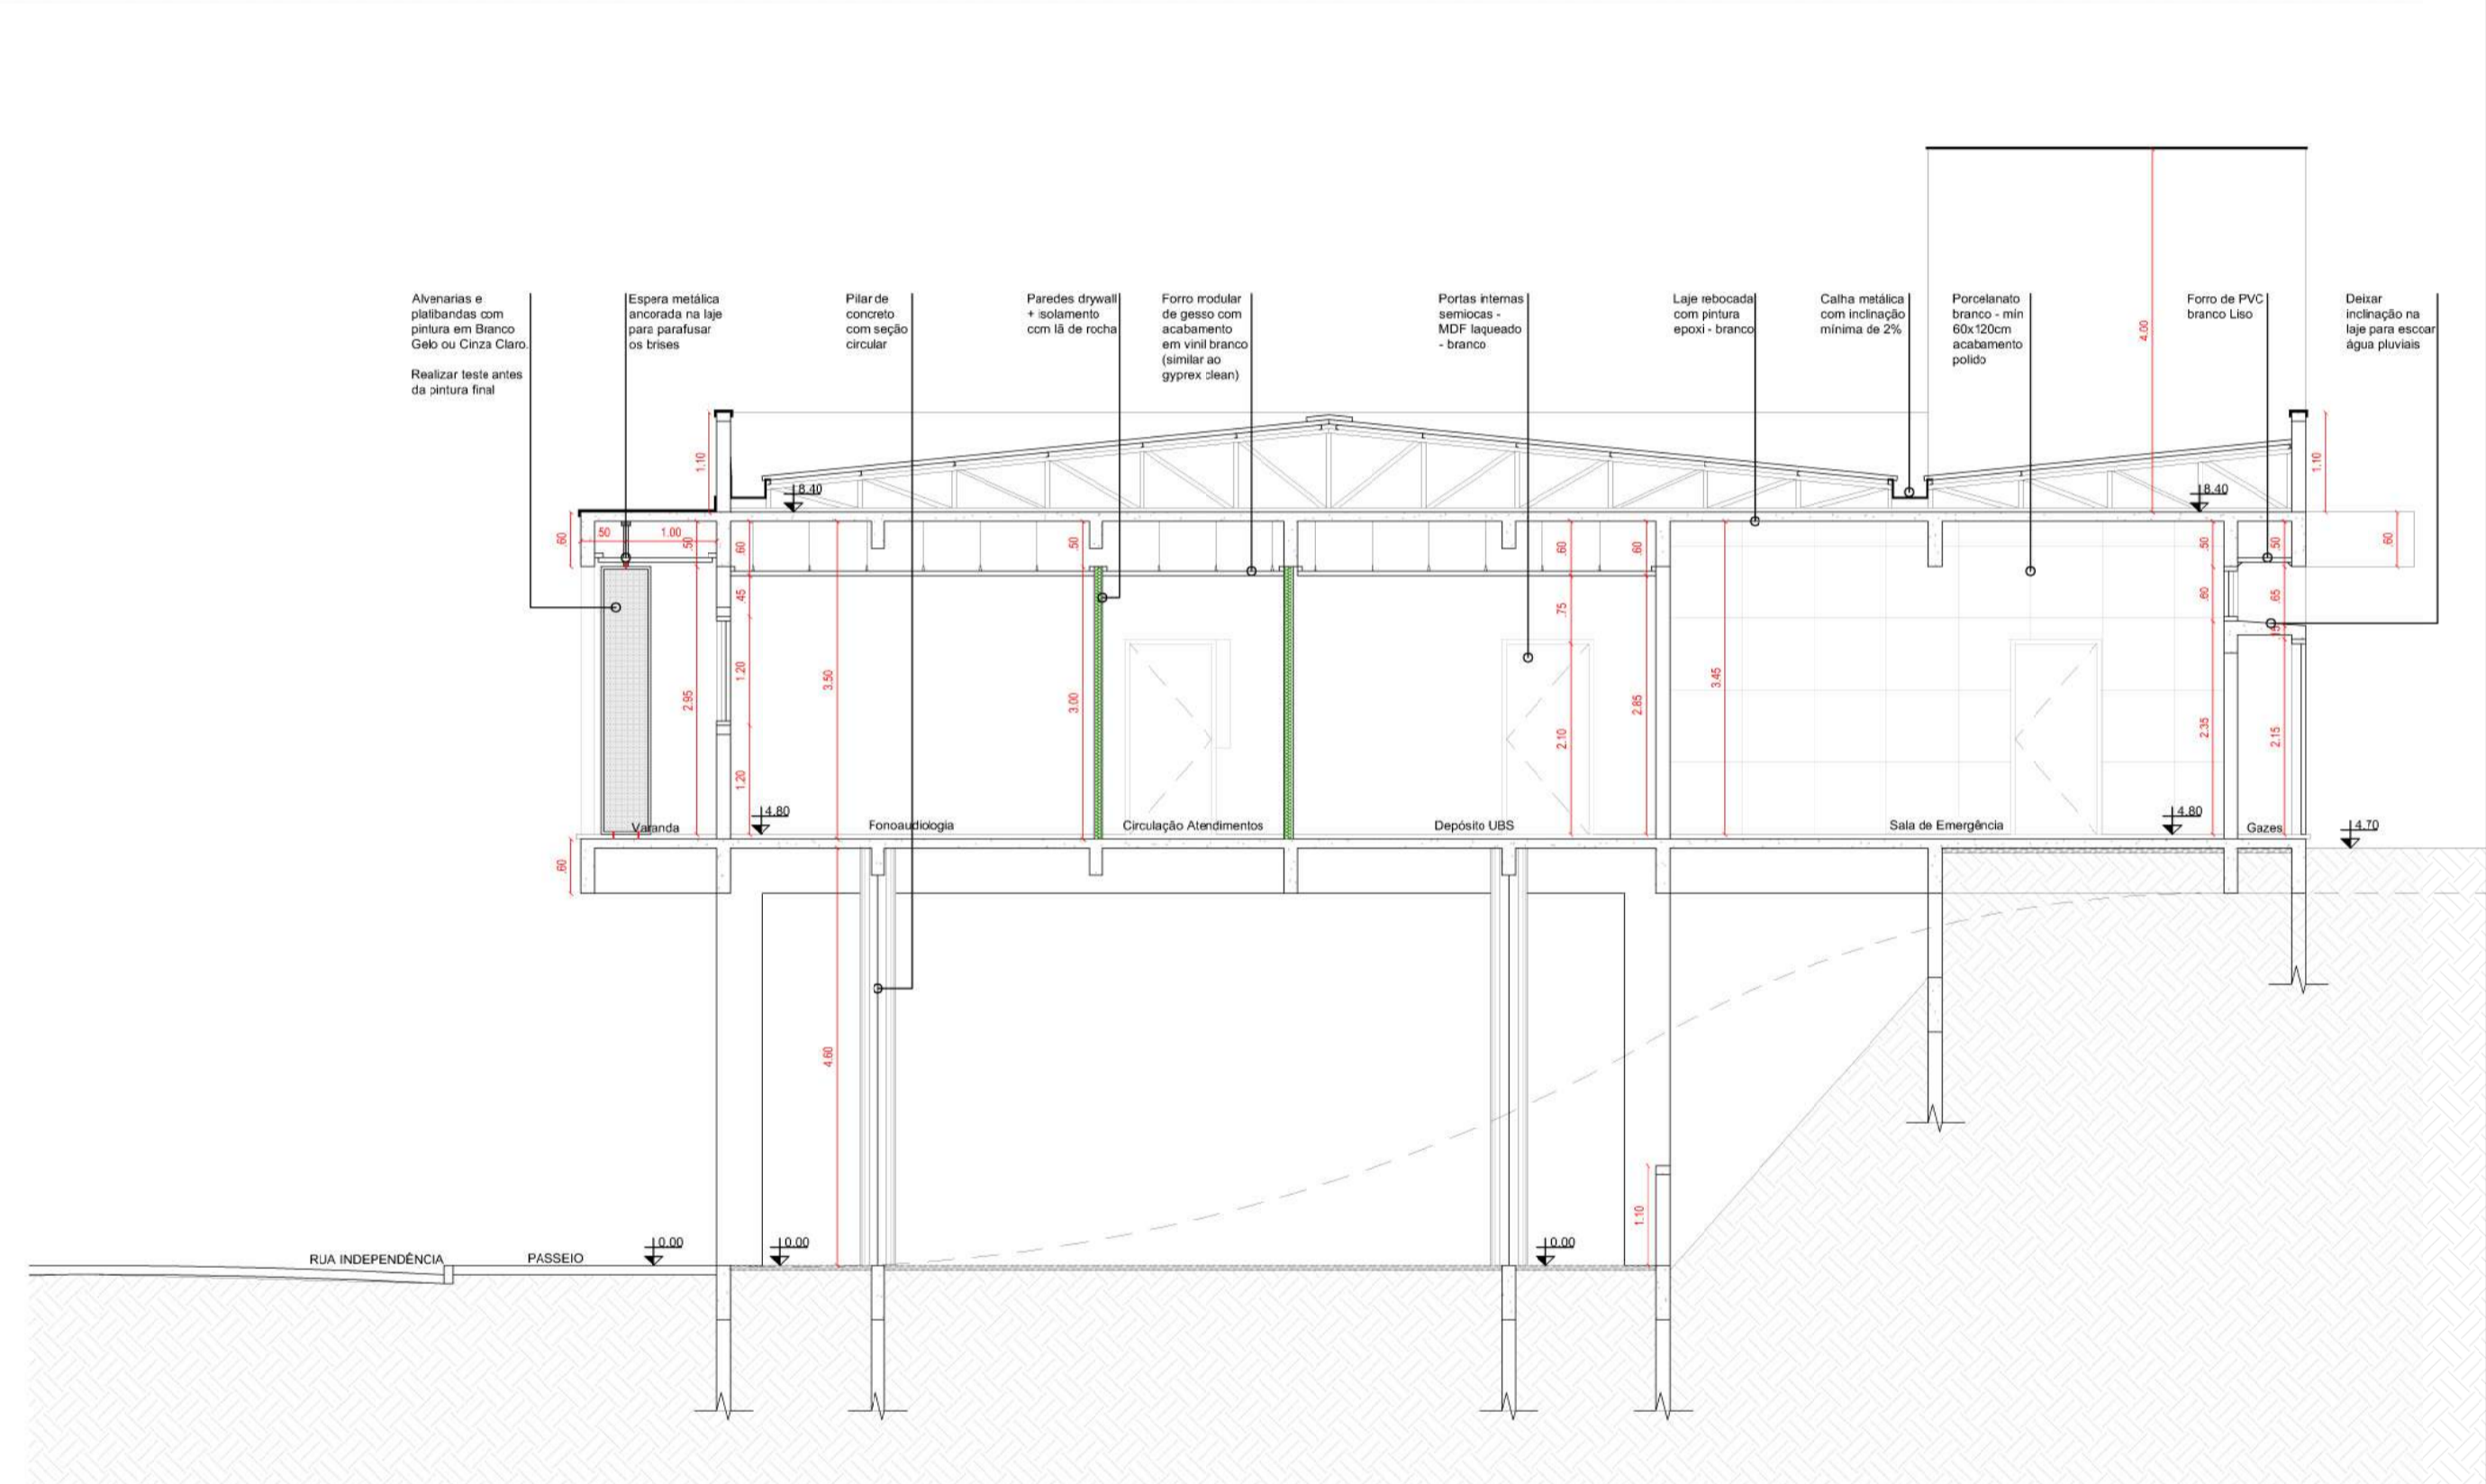 Alvenarias e
platibandas com
pintura em Branco
Gelo ou Cinza Claro.
Realizar teste antes
da pintura final
Espera metálica
ancorada na laje
para parafusar
os brises
Pilar de
concreto
com seção
circular
Paredes drywall
+ isolamento
com lã de rocha
Forro modular
de gesso com
acabamento
em vinil branco
(similar ao
gyprex clean)
Portas internas
semiocas -
MDF laqueado
- branco
Laje rebocada
com pintura
epoxi - branco
Calha metálica
com inclinação
mínima de 2%
Porcelanato
branco - mín
60x120cm
acabamento
polido
Forro de PVC
branco Liso
Deixar
inclinação na
laje para escoar
água pluviais
4.00
1.10
1.10
8.40
8.40
.60
.50
1.00
.50
.60
.50
.60
.60
.50
.50
.60
.45
.75
.60
.65
.15
1.20
3.50
2.95
3.00
2.10
2.85
3.45
2.35
2.15
1.20
4.80
4.80
4.70
Varanda
Fonoaudiologia
Circulação Atendimentos
Depósito UBS
Sala de Emergência
Gazes
.60
4.60
1.10
RUA INDEPENDÊNCIA
PASSEIO
0.00
0.00
0.00